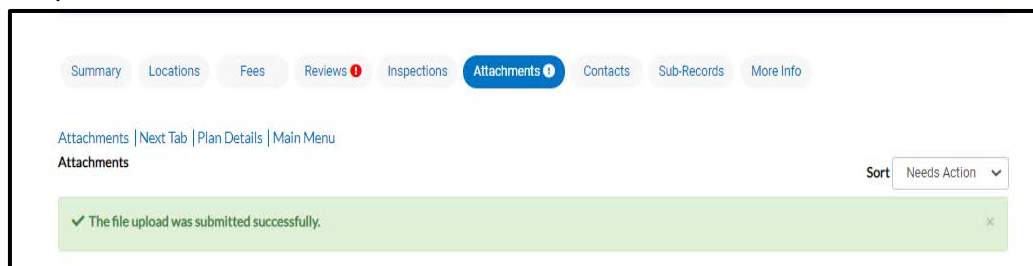 Summary Locations Fees Reviews Inspections Attachments Contacts Sub-Records More Info
Attachments | Next Tab | Plan Details | Main Menu
Attachments
Sort Needs Action
✓ The file upload was submitted successfully. ×